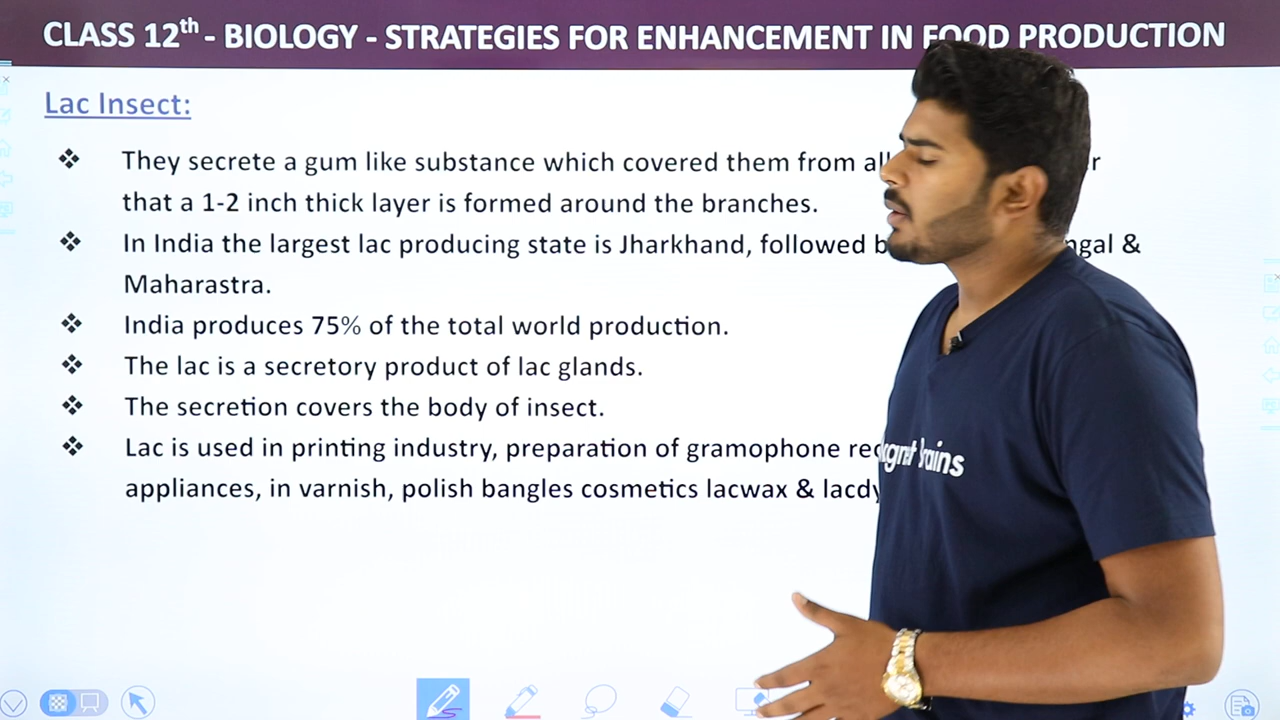 CLASS 12th - BIOLOGY - STRATEGIES FOR ENHANCEMENT IN FOOD PRODUCTION
Lac Insect:
❖ They secrete a gum like substance which covered them from all
that a 1-2 inch thick layer is formed around the branches.
❖ In India the largest lac producing state is Jharkhand, followed &
Maharastra.
❖ India produces 75% of the total world production.
❖ The lac is a secretory product of lac glands.
❖ The secretion covers the body of insect.
❖ Lac is used in printing industry, preparation of gramophone
appliances, in varnish, polish bangles cosmetics lacwax &